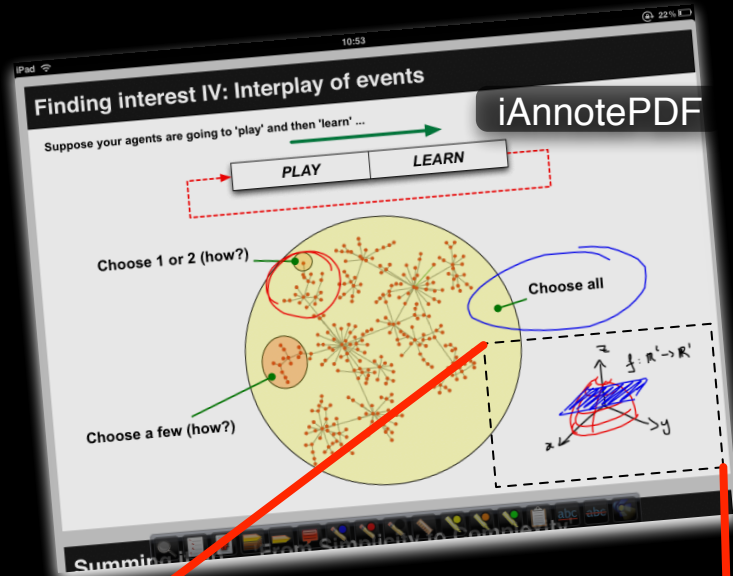 iPad
10:53
22%
Finding interest IV: Interplay of events
iAnnotePDF
Suppose your agents are going to 'play' and then 'learn' ...
PLAY
LEARN
Choose 1 or 2 (how?)
Choose all
z
x
y
Choose a few (how?)
abc
abc
From Simplicity to Complexity